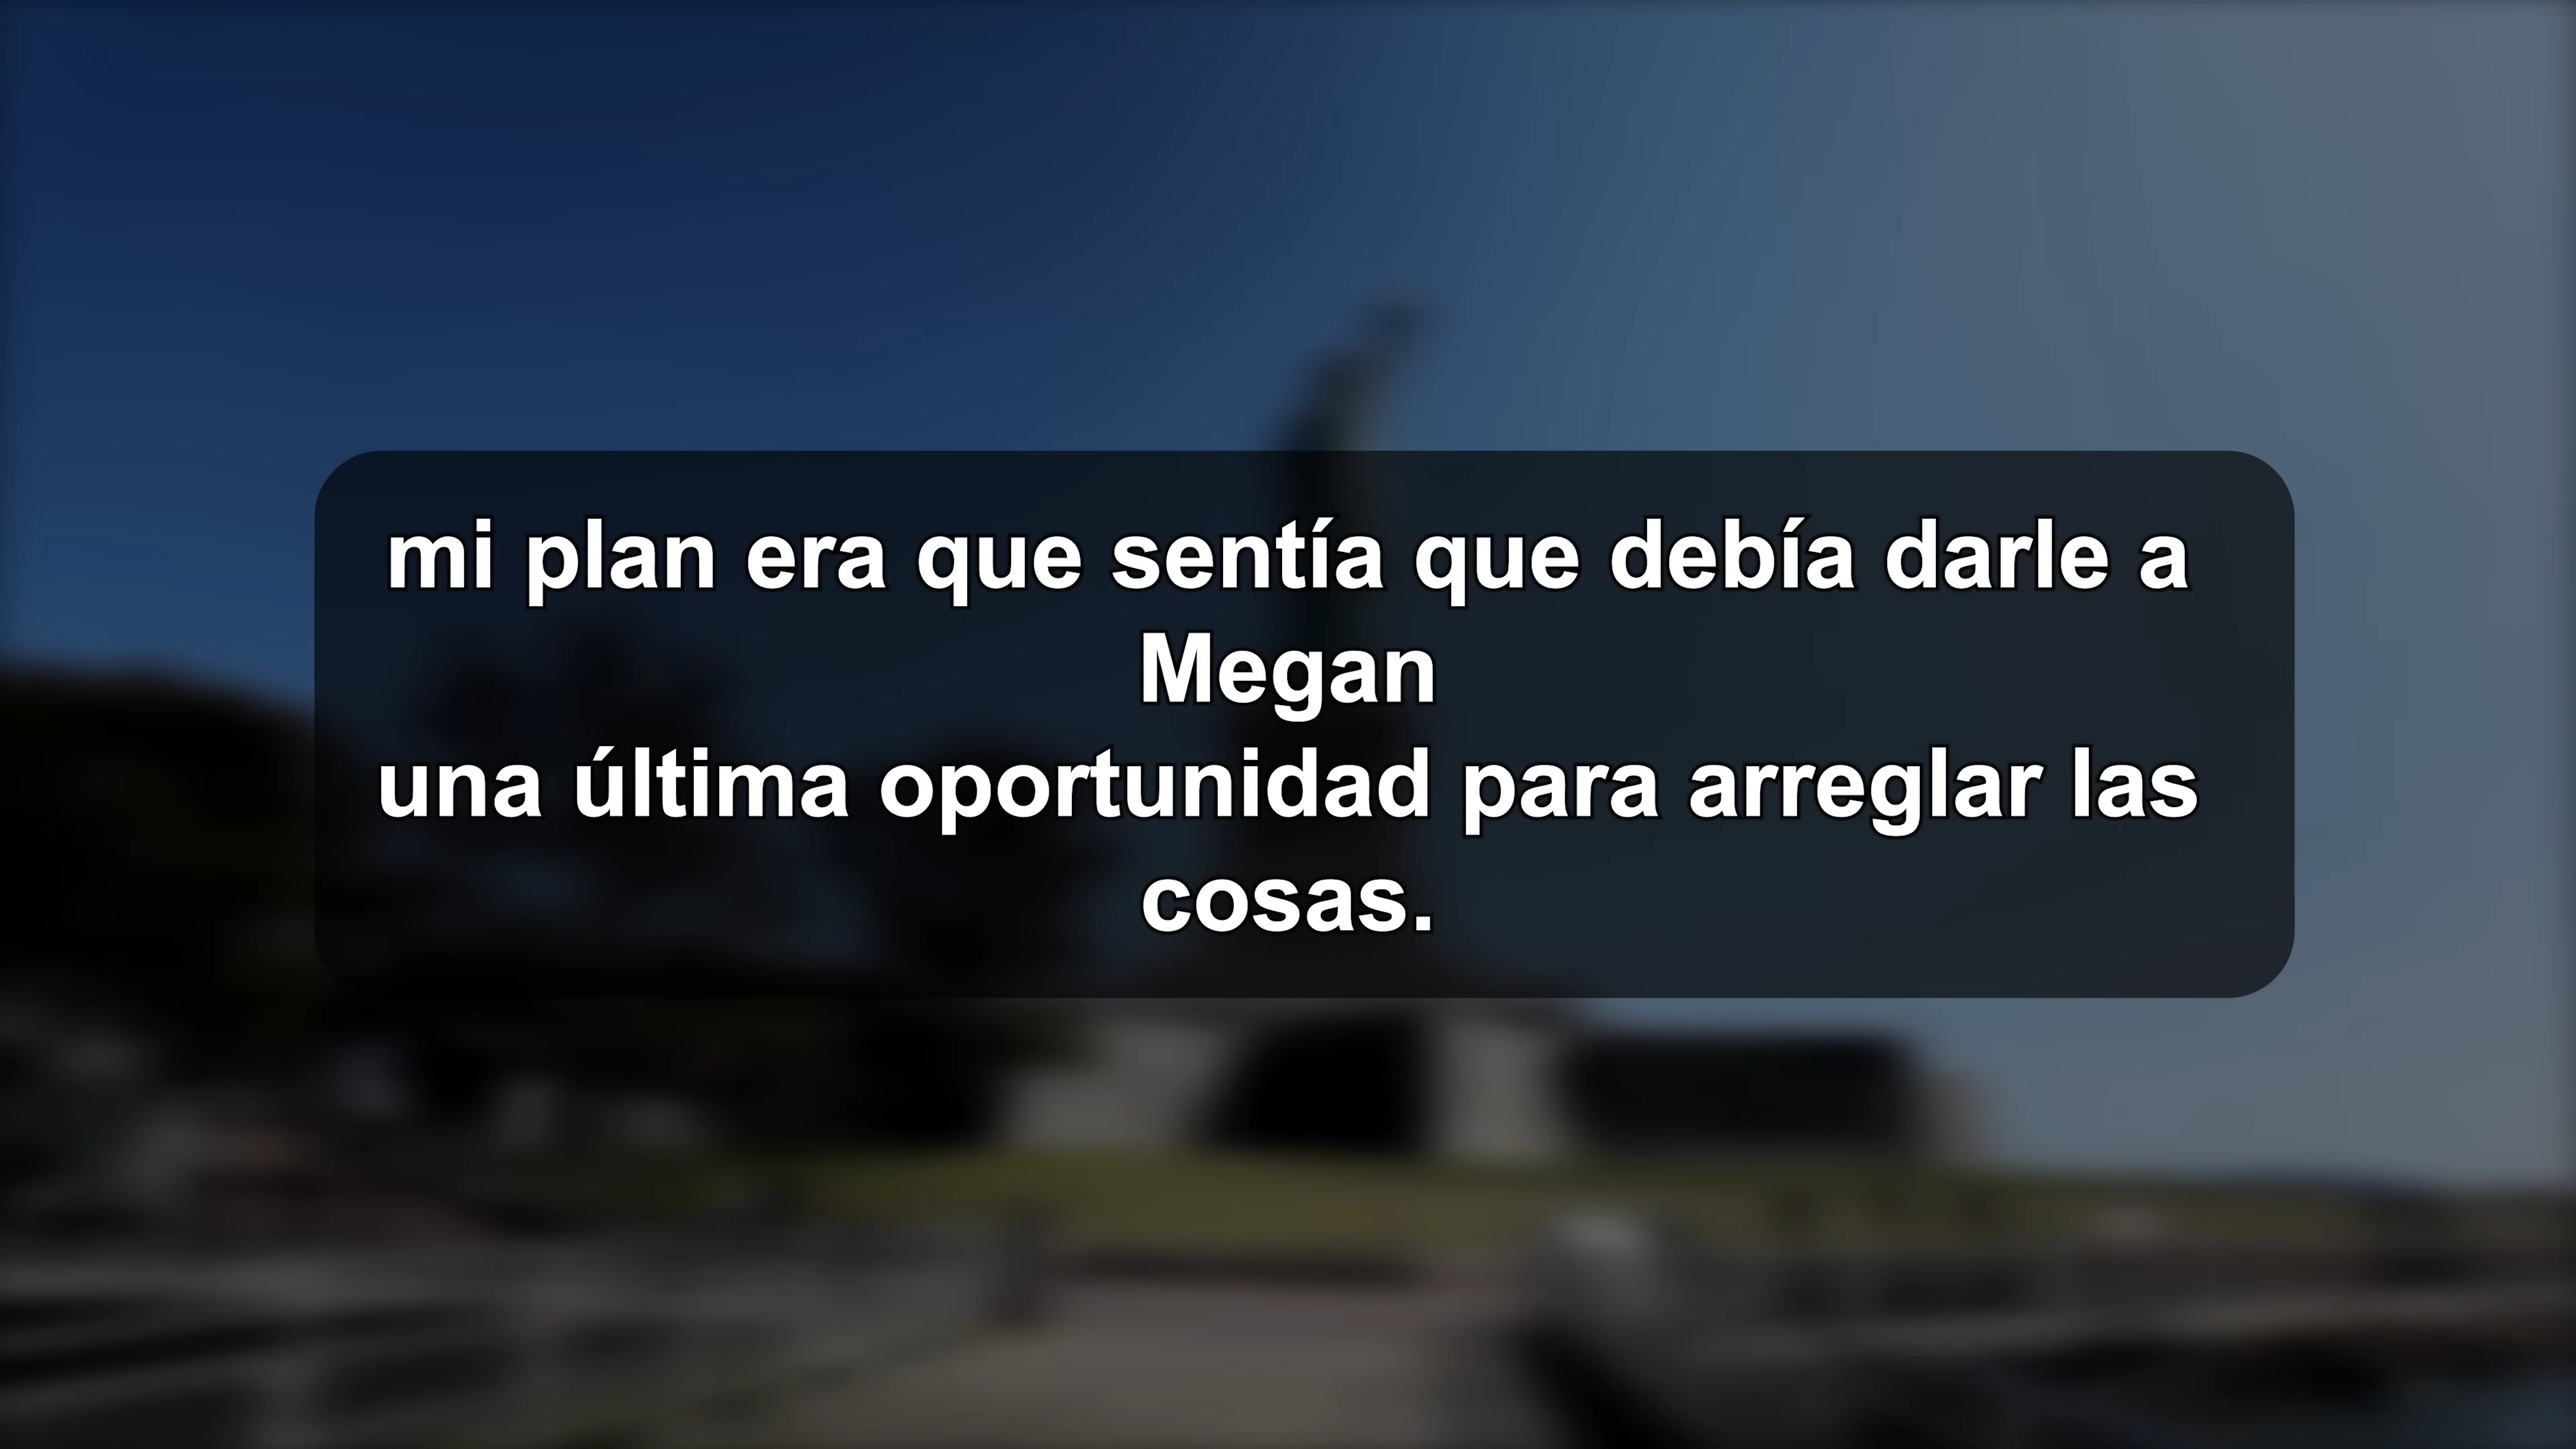 mi plan era que sentía que debía darle a
Megan
una última oportunidad para arreglar las
cosas.